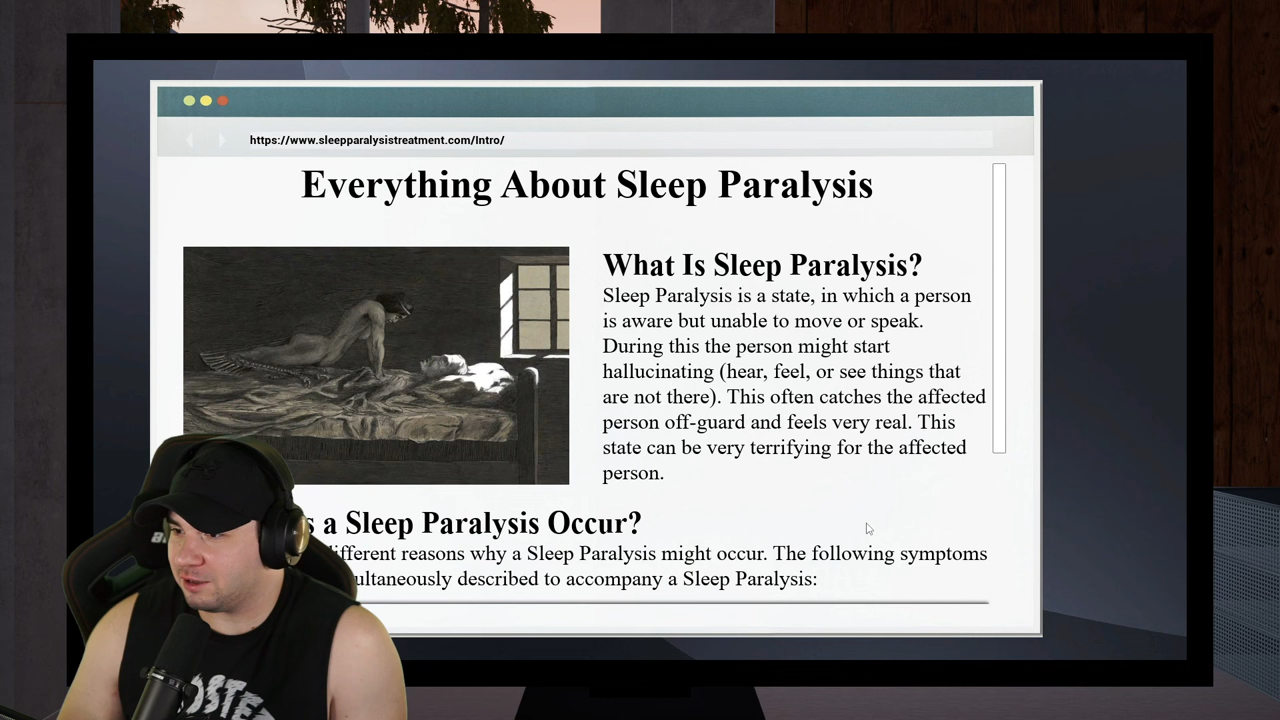 https://www.sleepparalysistreatment.com/Intro/
Everything About Sleep Paralysis
What Is Sleep Paralysis?
Sleep Paralysis is a state, in which a person
is aware but unable to move or speak.
During this the person might start
hallucinating (hear, feel, or see things that
are not there). This often catches the affected
person off-guard and feels very real. This
state can be very terrifying for the affected
person.
a Sleep Paralysis Occur?
different reasons why a Sleep Paralysis might occur. The following symptoms
described to accompany a Sleep Paralysis: